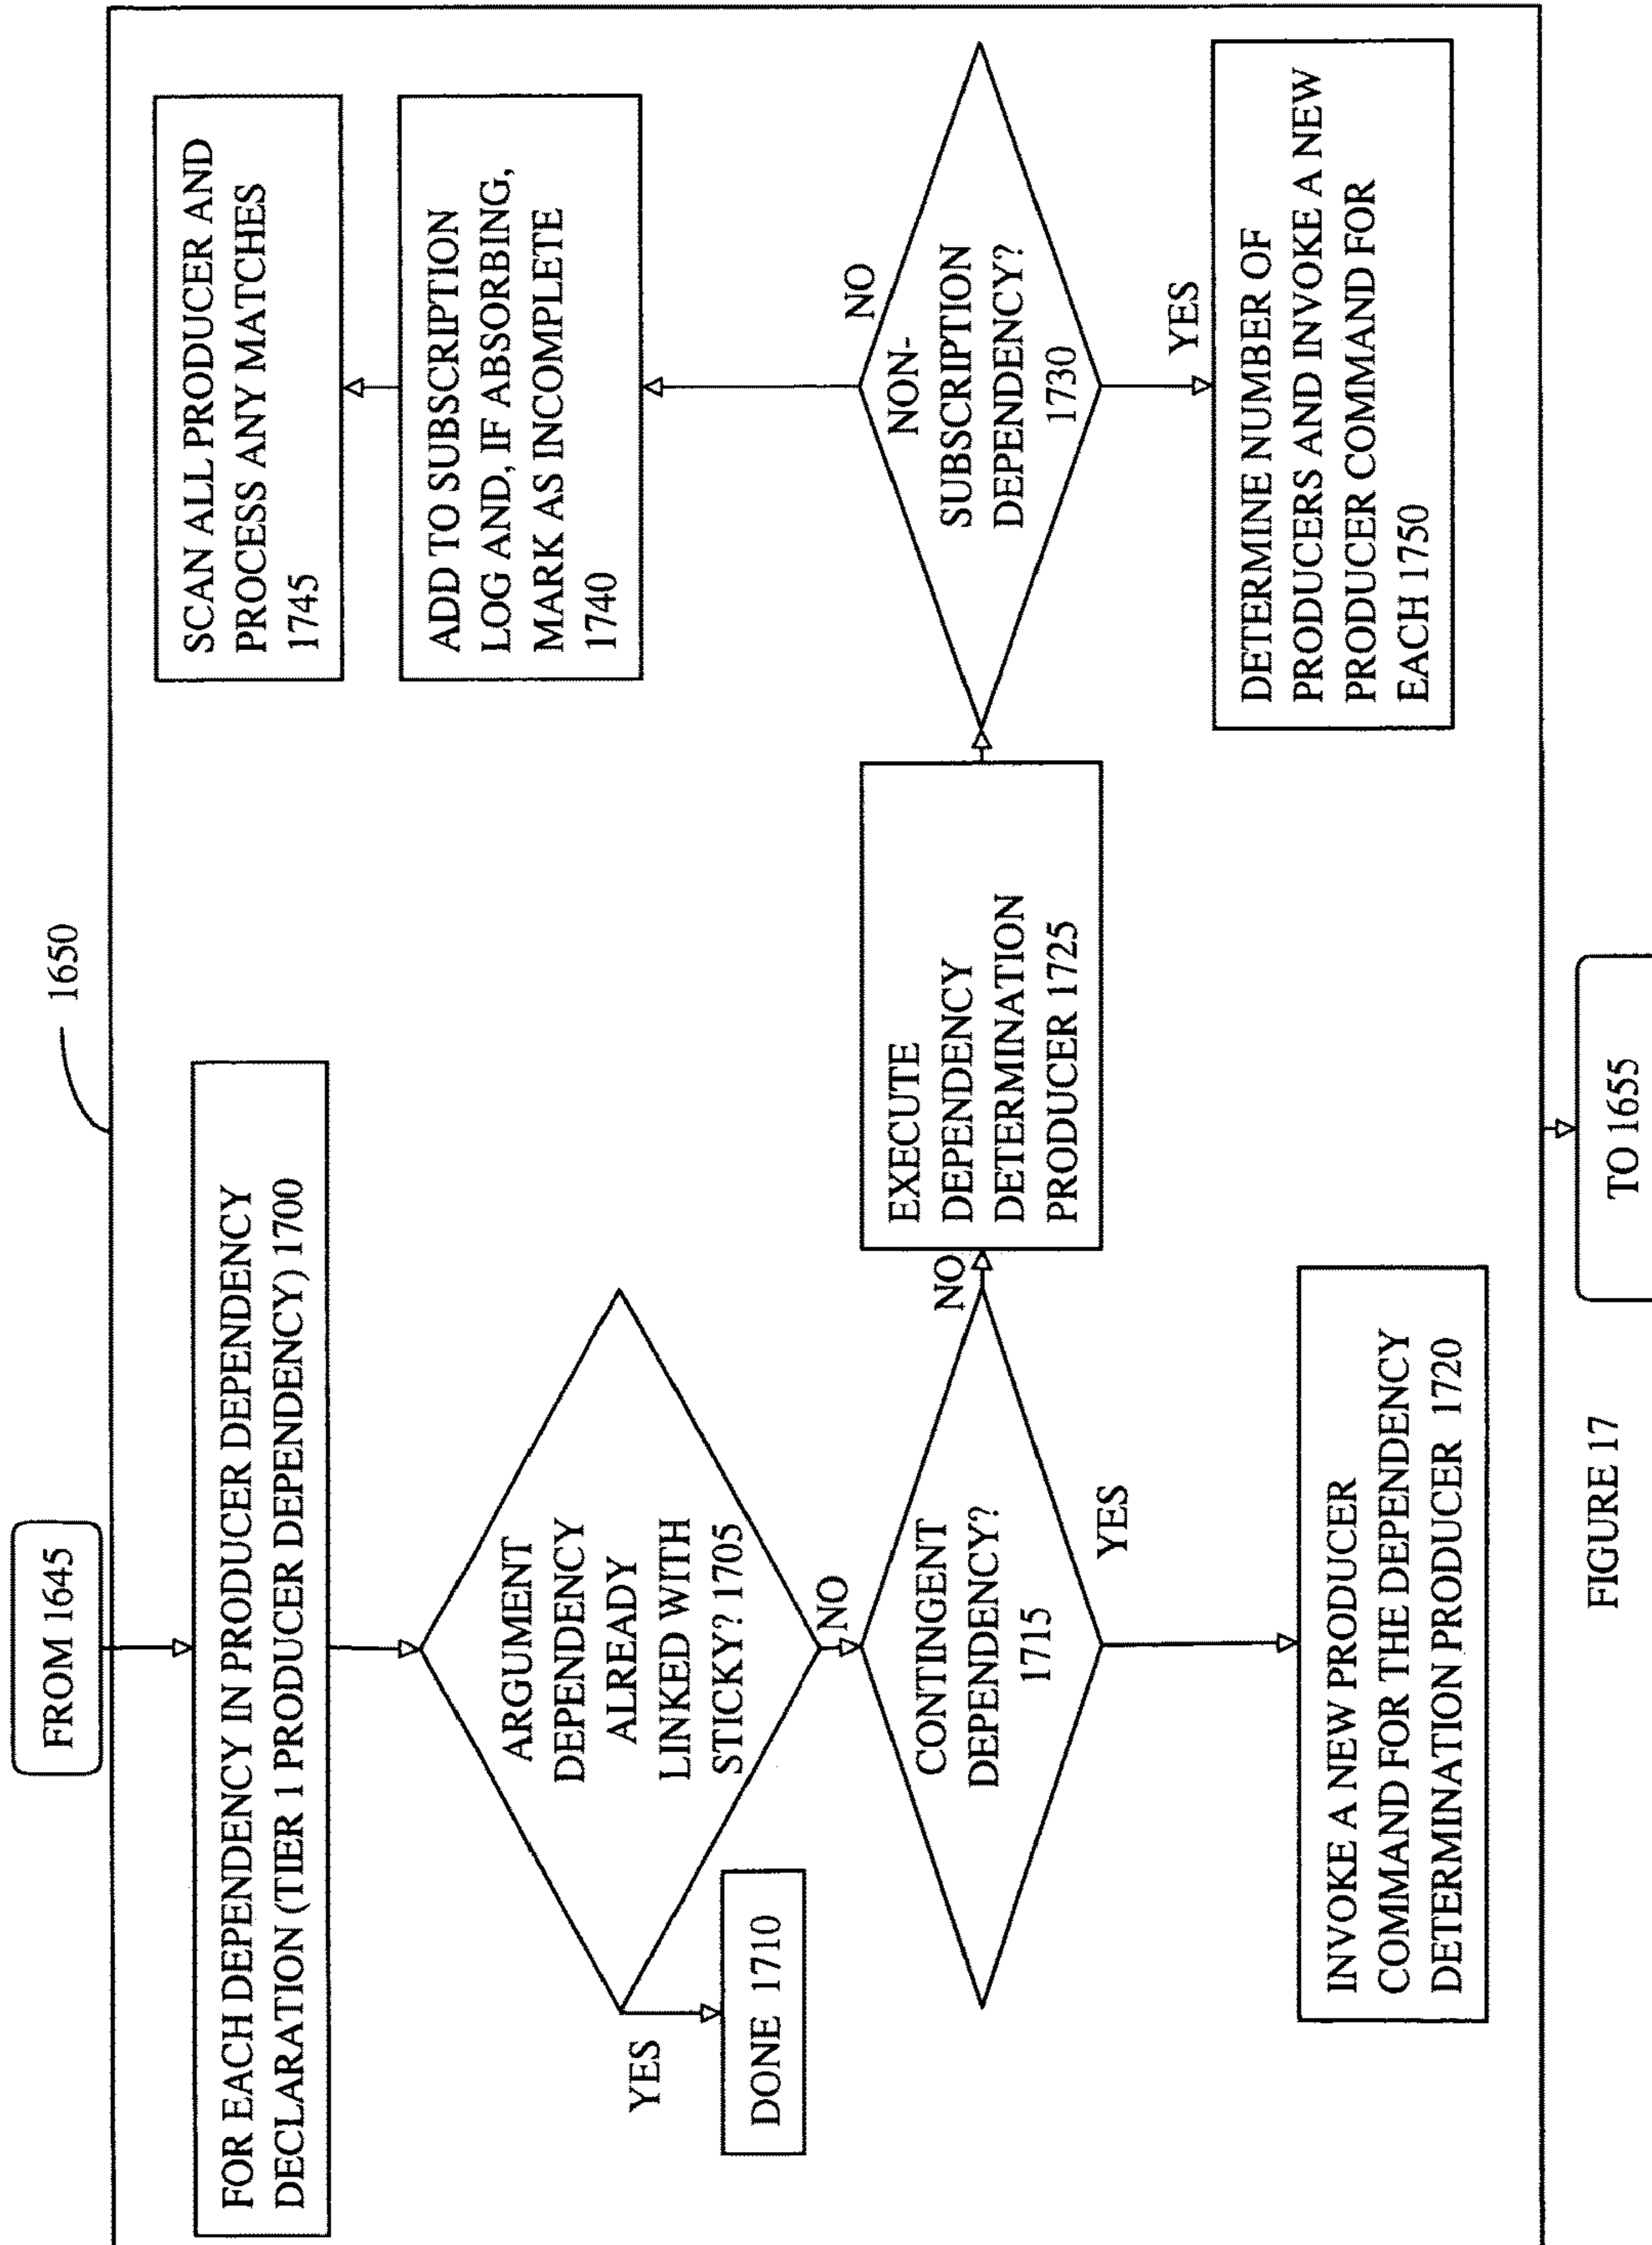 FROM 1645
1650
FOR EACH DEPENDENCY IN PRODUCER DEPENDENCY
DECLARATION (TIER 1 PRODUCER DEPENDENCY) 1700
ARGUMENT
DEPENDENCY
ALREADY
LINKED WITH
STICKY? 1705
YES
DONE 1710
NO
CONTINGENT
DEPENDENCY?
1715
YES
INVOKE A NEW PRODUCER
COMMAND FOR THE DEPENDENCY
DETERMINATION PRODUCER 1720
NO
EXECUTE
DEPENDENCY
DETERMINATION
PRODUCER 1725
NON-
SUBSCRIPTION
DEPENDENCY?
1730
NO
ADD TO SUBSCRIPTION
LOG AND, IF ABSORBING,
MARK AS INCOMPLETE
1740
SCAN ALL PRODUCER AND
PROCESS ANY MATCHES
1745
YES
DETERMINE NUMBER OF
PRODUCERS AND INVOKE A NEW
PRODUCER COMMAND FOR
EACH 1750
TO 1655
FIGURE 17